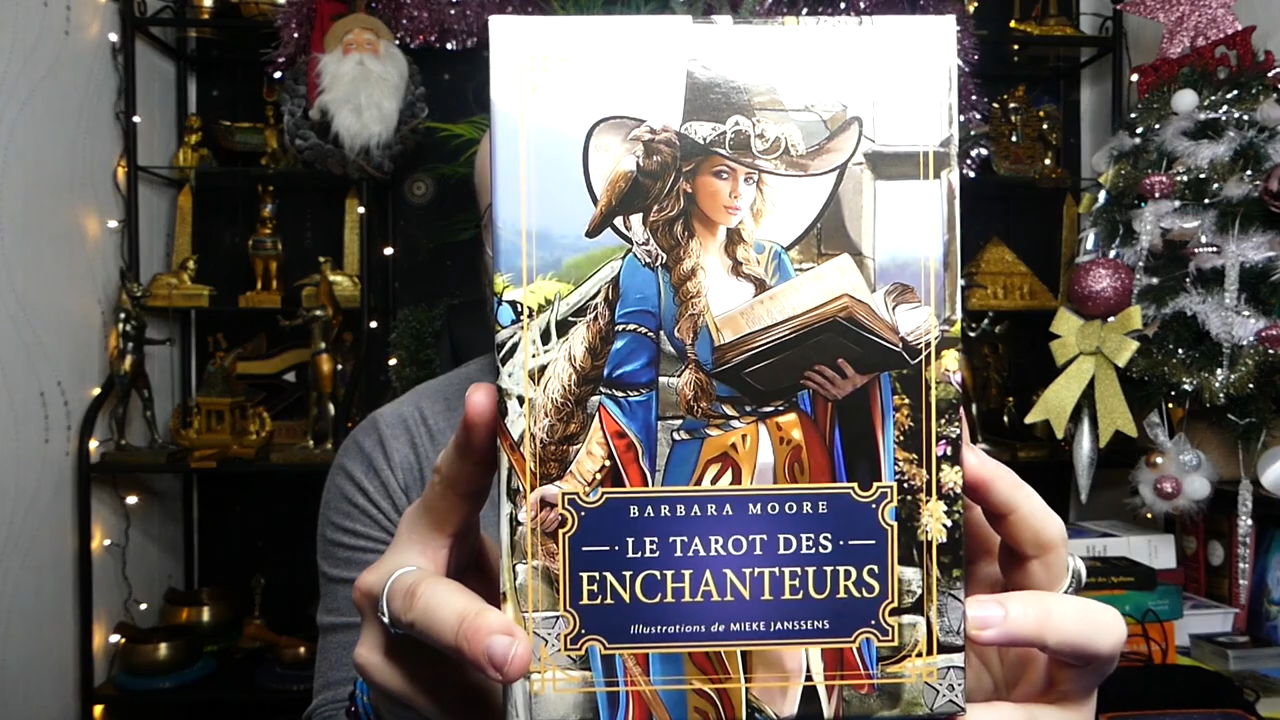 BARBARA MOORE
LE TAROT DES
ENCHANTEURS
Illustrations de MIEKE JANSSENS